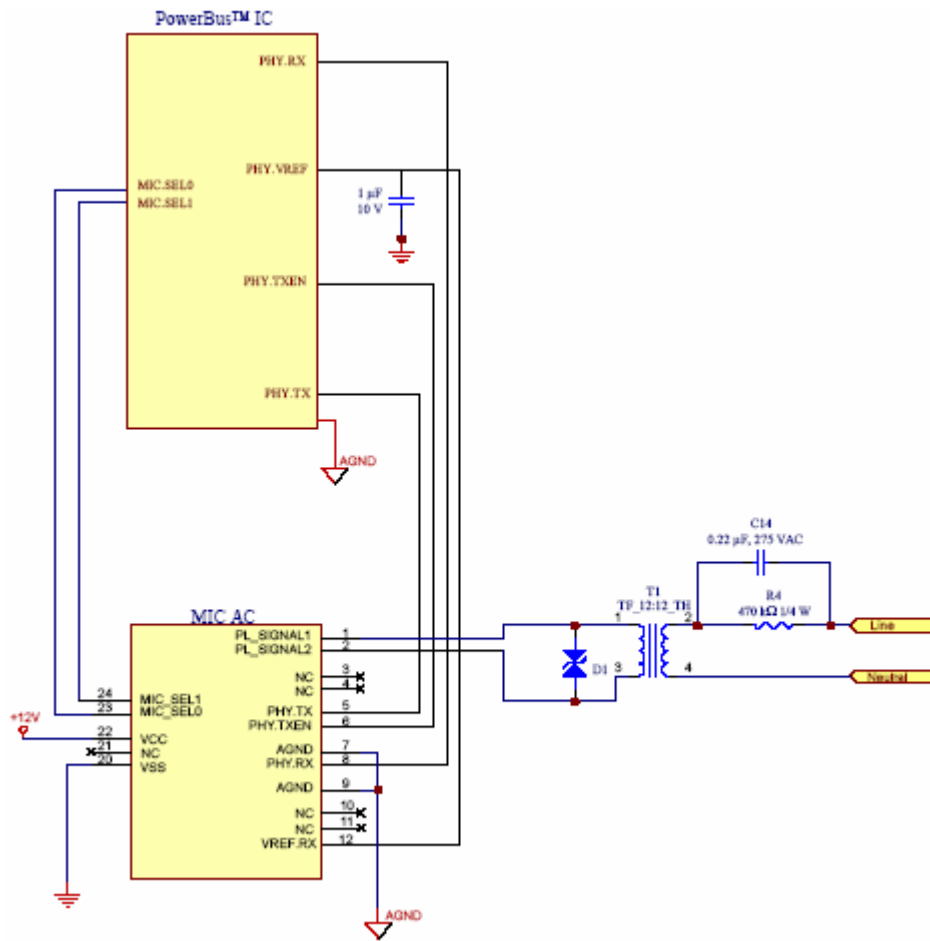 PowerBus™ IC
PHY.RX
PHY.VREF
MIC.SEL0
MIC.SEL1
1 µF
10 V
PHY.TXEN
PHY.TX
AGND
C14
0.22 µF, 275 VAC
T1
TF_12:12_TH
R4
470 kΩ 1/4 W
1
2
3
4
D1
Line
Neutral
MIC AC
PL_SIGNAL1 1
PL_SIGNAL2 2
NC 3
NC 4
24 MIC_SEL1
23 MIC_SEL0
PHY.TX 5
PHY.TXEN 6
+12V
22 VCC
21 NC
20 VSS
AGND 7
PHY.RX 8
AGND 9
NC 10
NC 11
VREF.RX 12
AGND